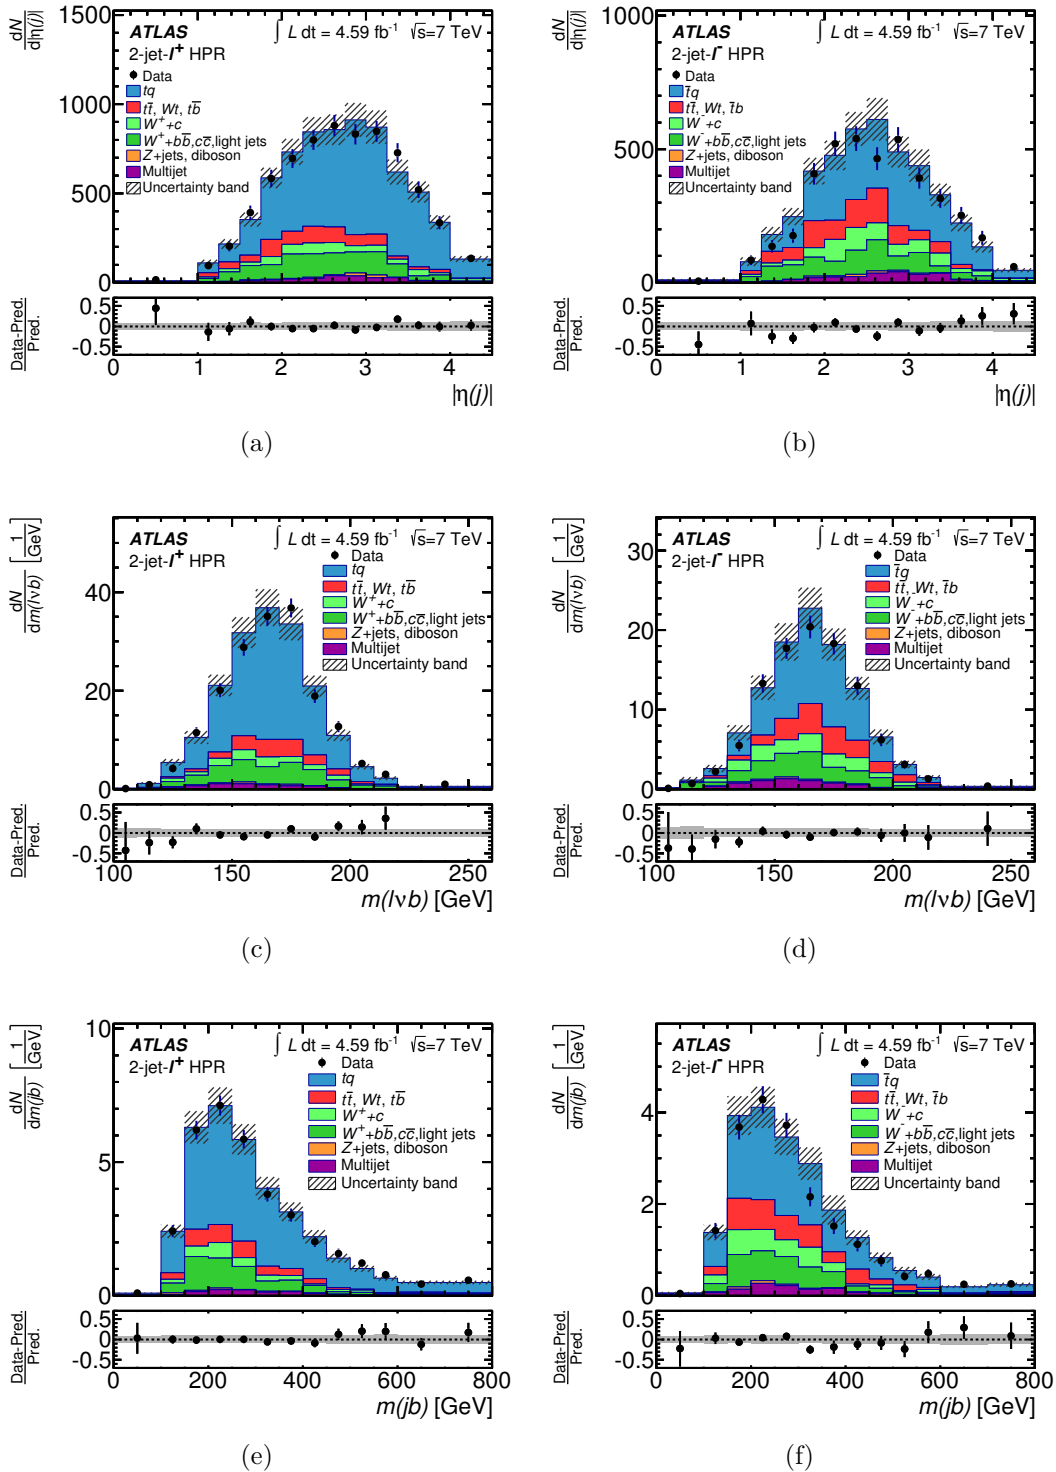 dN
d|η(j)|
1500
1000
500
0
ATLAS ∫ L dt = 4.59 fb-1 √s=7 TeV
2-jet-l+ HPR
Data
tq
tt̄, Wt, tb̄
W++c
W++bb̄,cc̄,light jets
Z+jets, diboson
Multijet
Uncertainty band
Data-Pred.
Pred.
0.5
0
-0.5
0 1 2 3 4
|η(j)|
(a)
dN
d|η(j)|
1000
500
0
ATLAS ∫ L dt = 4.59 fb-1 √s=7 TeV
2-jet-l- HPR
Data
t̄q
tt̄, Wt, t̄b
W-+c
W-+bb̄,cc̄,light jets
Z+jets, diboson
Multijet
Uncertainty band
Data-Pred.
Pred.
0.5
0
-0.5
0 1 2 3 4
|η(j)|
(b)
dN
dm(lνb) [1/GeV]
40
20
0
ATLAS ∫ L dt = 4.59 fb-1 √s=7 TeV
2-jet-l+ HPR
Data
tq
tt̄, Wt, tb̄
W++c
W++bb̄,cc̄,light jets
Z+jets, diboson
Multijet
Uncertainty band
Data-Pred.
Pred.
0.5
0
-0.5
100 150 200 250
m(lνb) [GeV]
(c)
dN
dm(lνb) [1/GeV]
30
20
10
0
ATLAS ∫ L dt = 4.59 fb-1 √s=7 TeV
2-jet-l- HPR
Data
t̄q
tt̄, Wt, t̄b
W-+c
W-+bb̄,cc̄,light jets
Z+jets, diboson
Multijet
Uncertainty band
Data-Pred.
Pred.
0.5
0
-0.5
100 150 200 250
m(lνb) [GeV]
(d)
dN
dm(jb) [1/GeV]
10
5
0
ATLAS ∫ L dt = 4.59 fb-1 √s=7 TeV
2-jet-l+ HPR
Data
tq
tt̄, Wt, tb̄
W++c
W++bb̄,cc̄,light jets
Z+jets, diboson
Multijet
Uncertainty band
Data-Pred.
Pred.
0.5
0
-0.5
0 200 400 600 800
m(jb) [GeV]
(e)
dN
dm(jb) [1/GeV]
4
2
0
ATLAS ∫ L dt = 4.59 fb-1 √s=7 TeV
2-jet-l- HPR
Data
t̄q
tt̄, Wt, t̄b
W-+c
W-+bb̄,cc̄,light jets
Z+jets, diboson
Multijet
Uncertainty band
Data-Pred.
Pred.
0.5
0
-0.5
0 200 400 600 800
m(jb) [GeV]
(f)